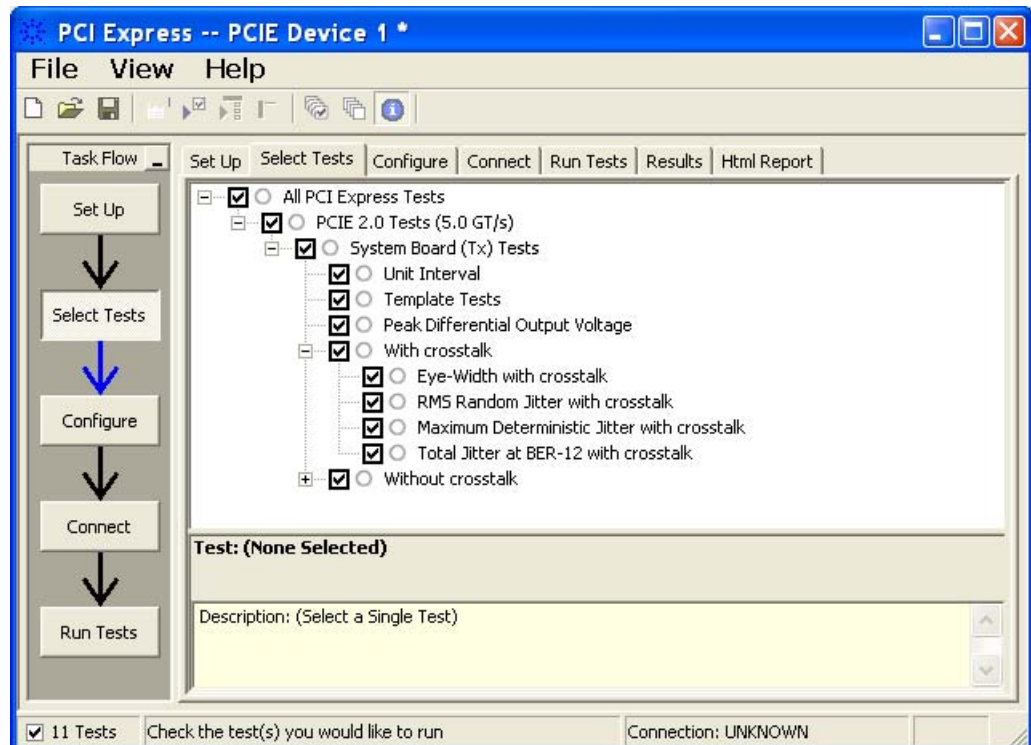 PCI Express -- PCIE Device 1 *
File View Help
Task Flow
Set Up
Select Tests
Configure
Connect
Run Tests
Set Up Select Tests Configure Connect Run Tests Results Html Report
All PCI Express Tests
PCIE 2.0 Tests (5.0 GT/s)
System Board (Tx) Tests
Unit Interval
Template Tests
Peak Differential Output Voltage
With crosstalk
Eye-Width with crosstalk
RMS Random Jitter with crosstalk
Maximum Deterministic Jitter with crosstalk
Total Jitter at BER-12 with crosstalk
Without crosstalk
Test: (None Selected)
Description: (Select a Single Test)
11 Tests Check the test(s) you would like to run Connection: UNKNOWN